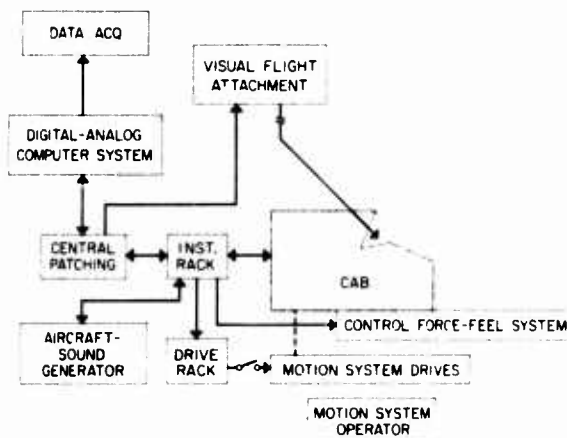 DATA ACQ
VISUAL FLIGHT
ATTACHMENT
DIGITAL-ANALOG
COMPUTER SYSTEM
CENTRAL
PATCHING
INST.
RACK
CAB
CONTROL FORCE-FEEL SYSTEM
AIRCRAFT-
SOUND
GENERATOR
DRIVE
RACK
MOTION SYSTEM DRIVES
MOTION SYSTEM
OPERATOR